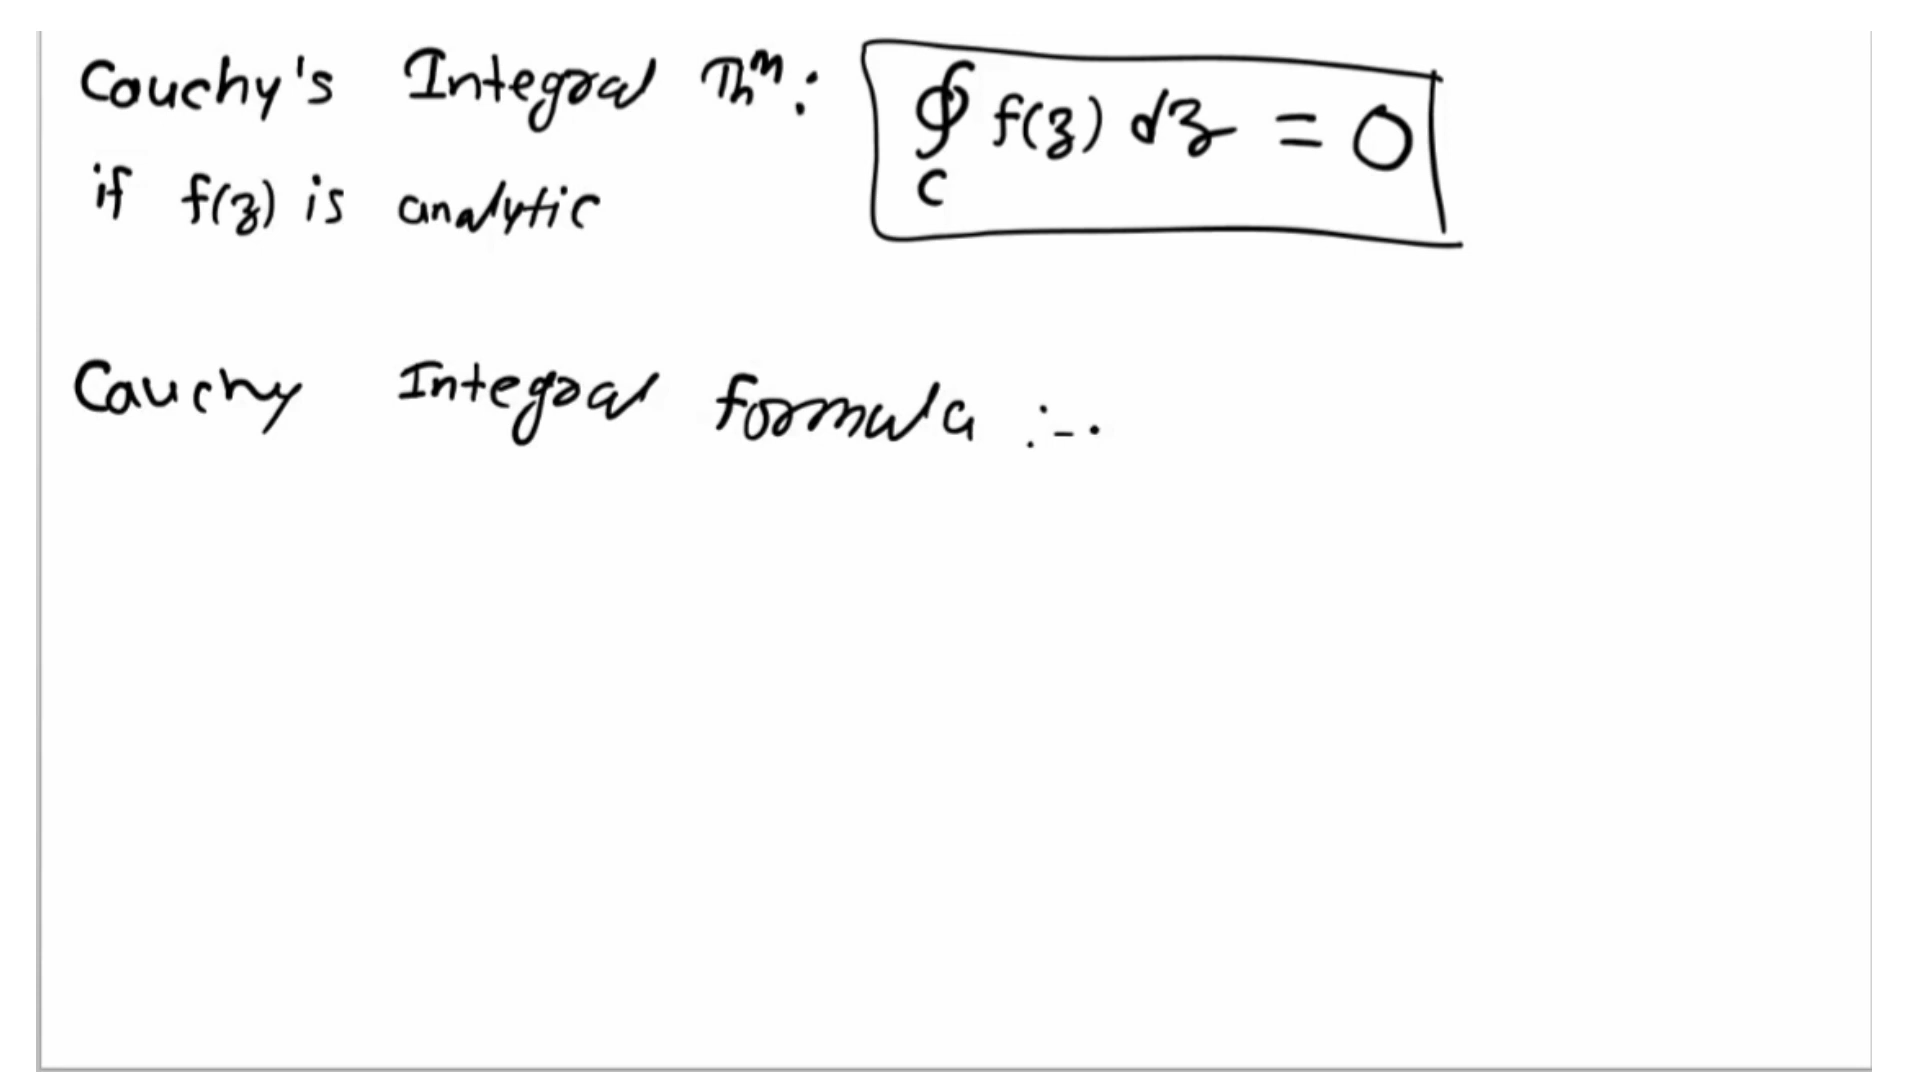 Cauchy's Integral Thm: ∮_C f(z) dz = 0
if f(z) is analytic
Cauchy Integral formula :-.